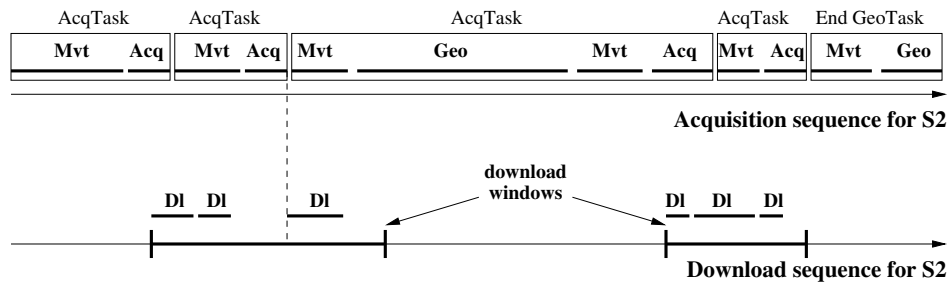 AcqTask AcqTask AcqTask AcqTask End GeoTask
Mvt Acq Mvt Acq Mvt Geo Mvt Acq Mvt Acq Mvt Geo
Acquisition sequence for S2
download
windows
Dl Dl Dl Dl Dl Dl
Download sequence for S2